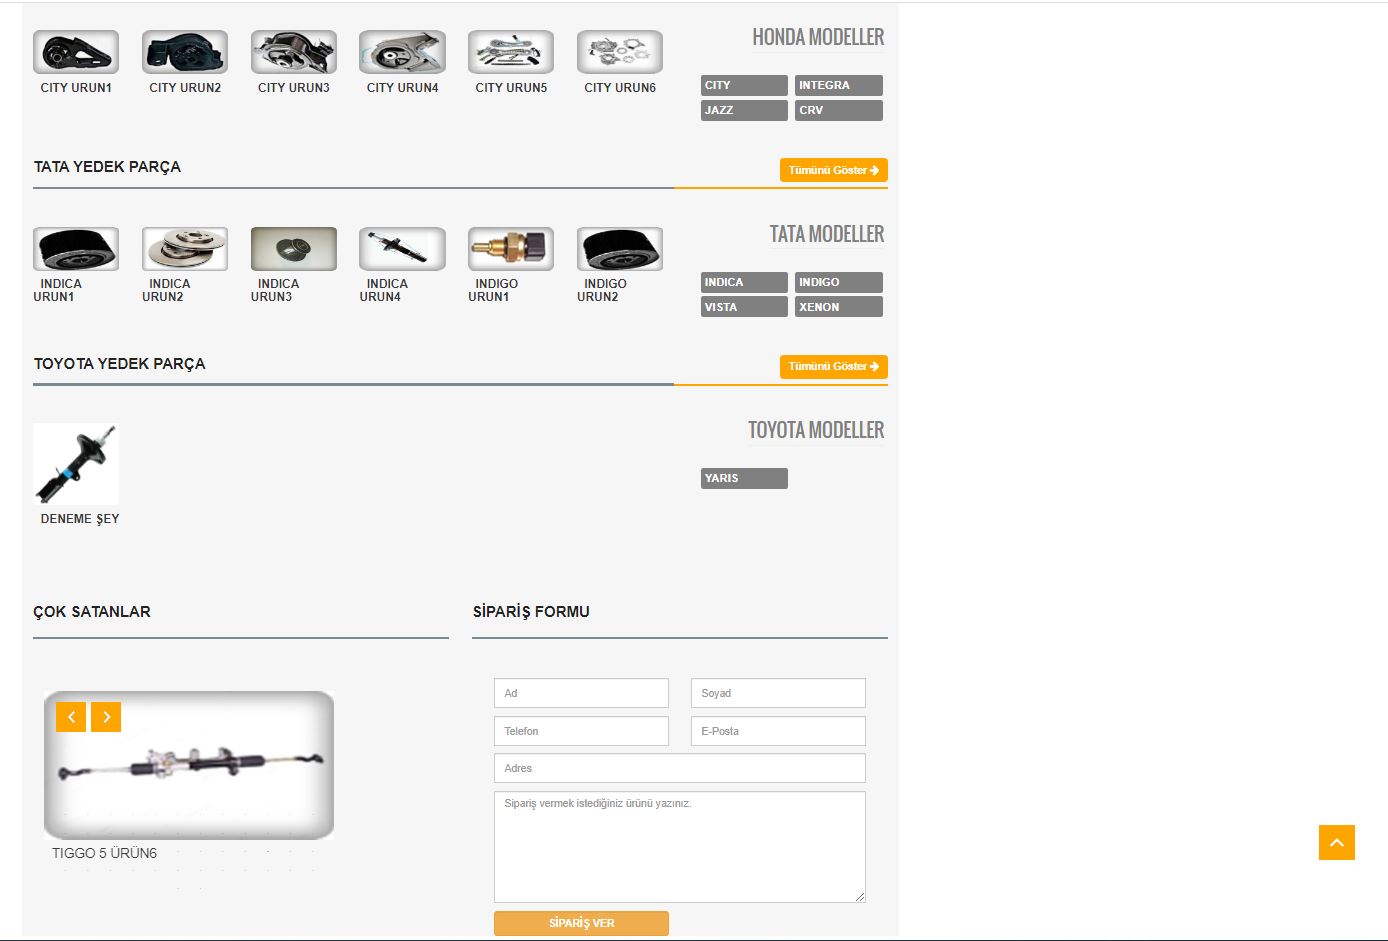 HONDA MODELLER
CITY URUN1
CITY URUN2
CITY URUN3
CITY URUN4
CITY URUN5
CITY URUN6
CITY
INTEGRA
JAZZ
CRV
TATA YEDEK PARÇA
Tümünü Göster
TATA MODELLER
INDICA
URUN1
INDICA
URUN2
INDICA
URUN3
INDICA
URUN4
INDIGO
URUN1
INDIGO
URUN2
INDICA
INDIGO
VISTA
XENON
TOYOTA YEDEK PARÇA
Tümünü Göster
TOYOTA MODELLER
YARIS
DENEME ŞEY
ÇOK SATANLAR
TIGGO 5 ÜRÜN6
SİPARİŞ FORMU
Ad
Soyad
Telefon
E-Posta
Adres
Sipariş vermek istediğiniz ürünü yazınız.
SİPARİŞ VER